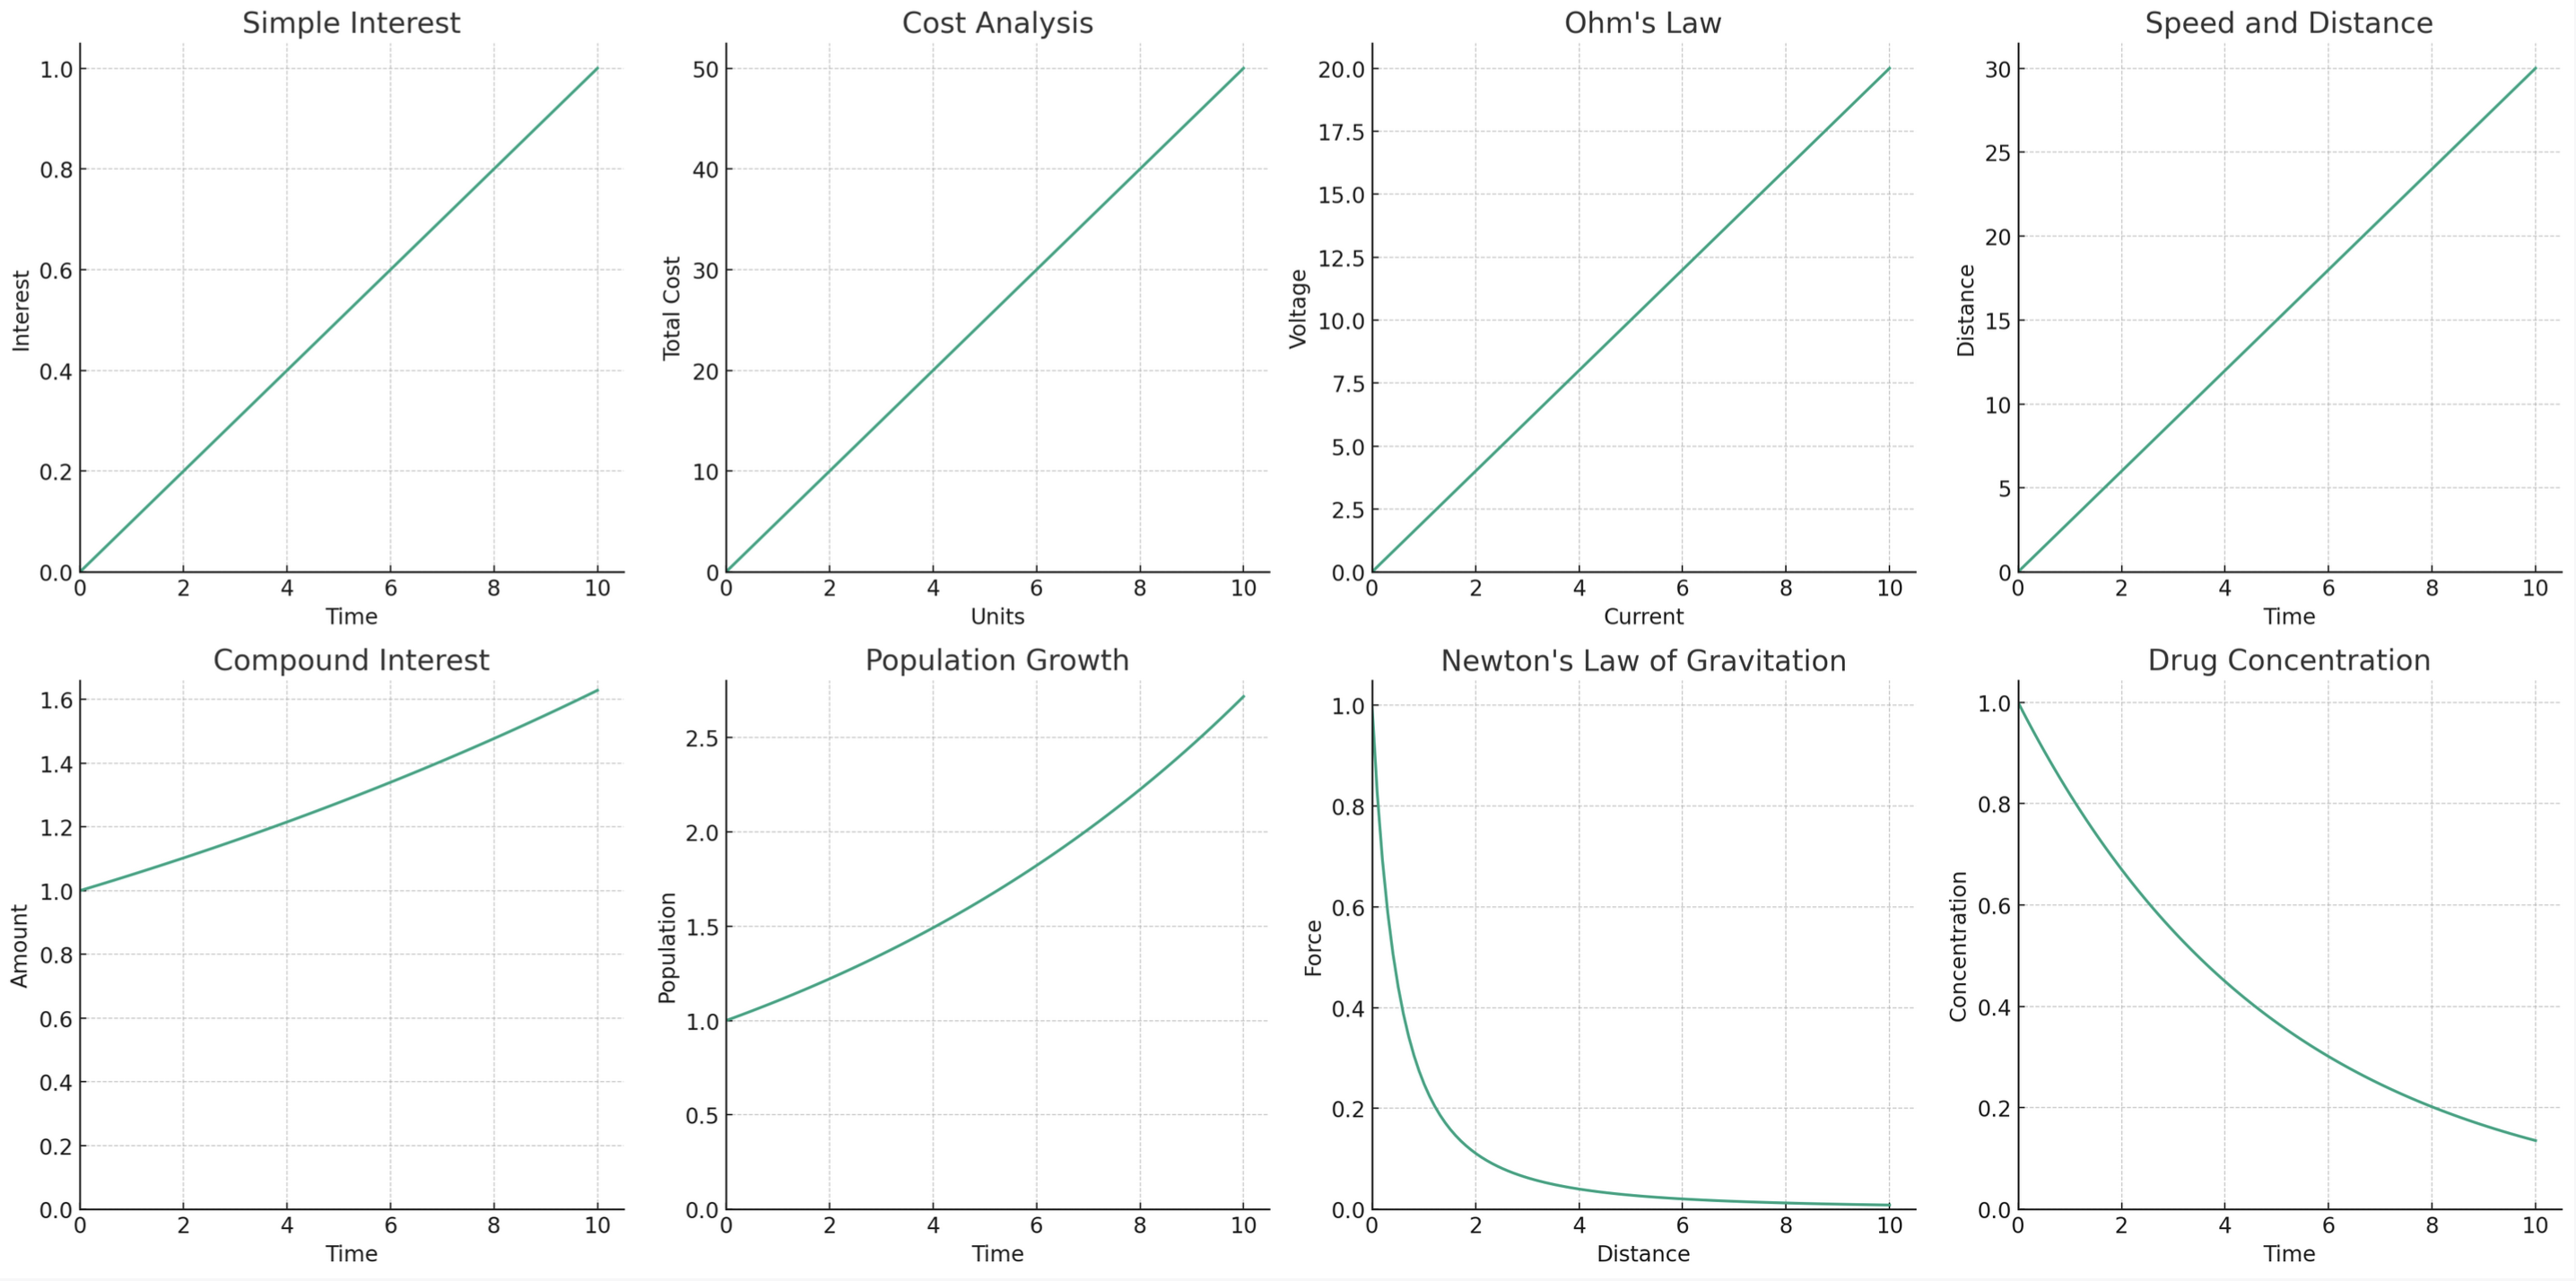 Simple Interest
1.0
0.8
0.6
0.4
0.2
0.0
Interest
0 2 4 6 8 10
Time
Cost Analysis
50
40
30
20
10
0
Total Cost
0 2 4 6 8 10
Units
Ohm's Law
20.0
17.5
15.0
12.5
10.0
7.5
5.0
2.5
0.0
Voltage
0 2 4 6 8 10
Current
Speed and Distance
30
25
20
15
10
5
0
Distance
0 2 4 6 8 10
Time
Compound Interest
1.6
1.4
1.2
1.0
0.8
0.6
0.4
0.2
0.0
Amount
0 2 4 6 8 10
Time
Population Growth
2.5
2.0
1.5
1.0
0.5
0.0
Population
0 2 4 6 8 10
Time
Newton's Law of Gravitation
1.0
0.8
0.6
0.4
0.2
0.0
Force
0 2 4 6 8 10
Distance
Drug Concentration
1.0
0.8
0.6
0.4
0.2
0.0
Concentration
0 2 4 6 8 10
Time